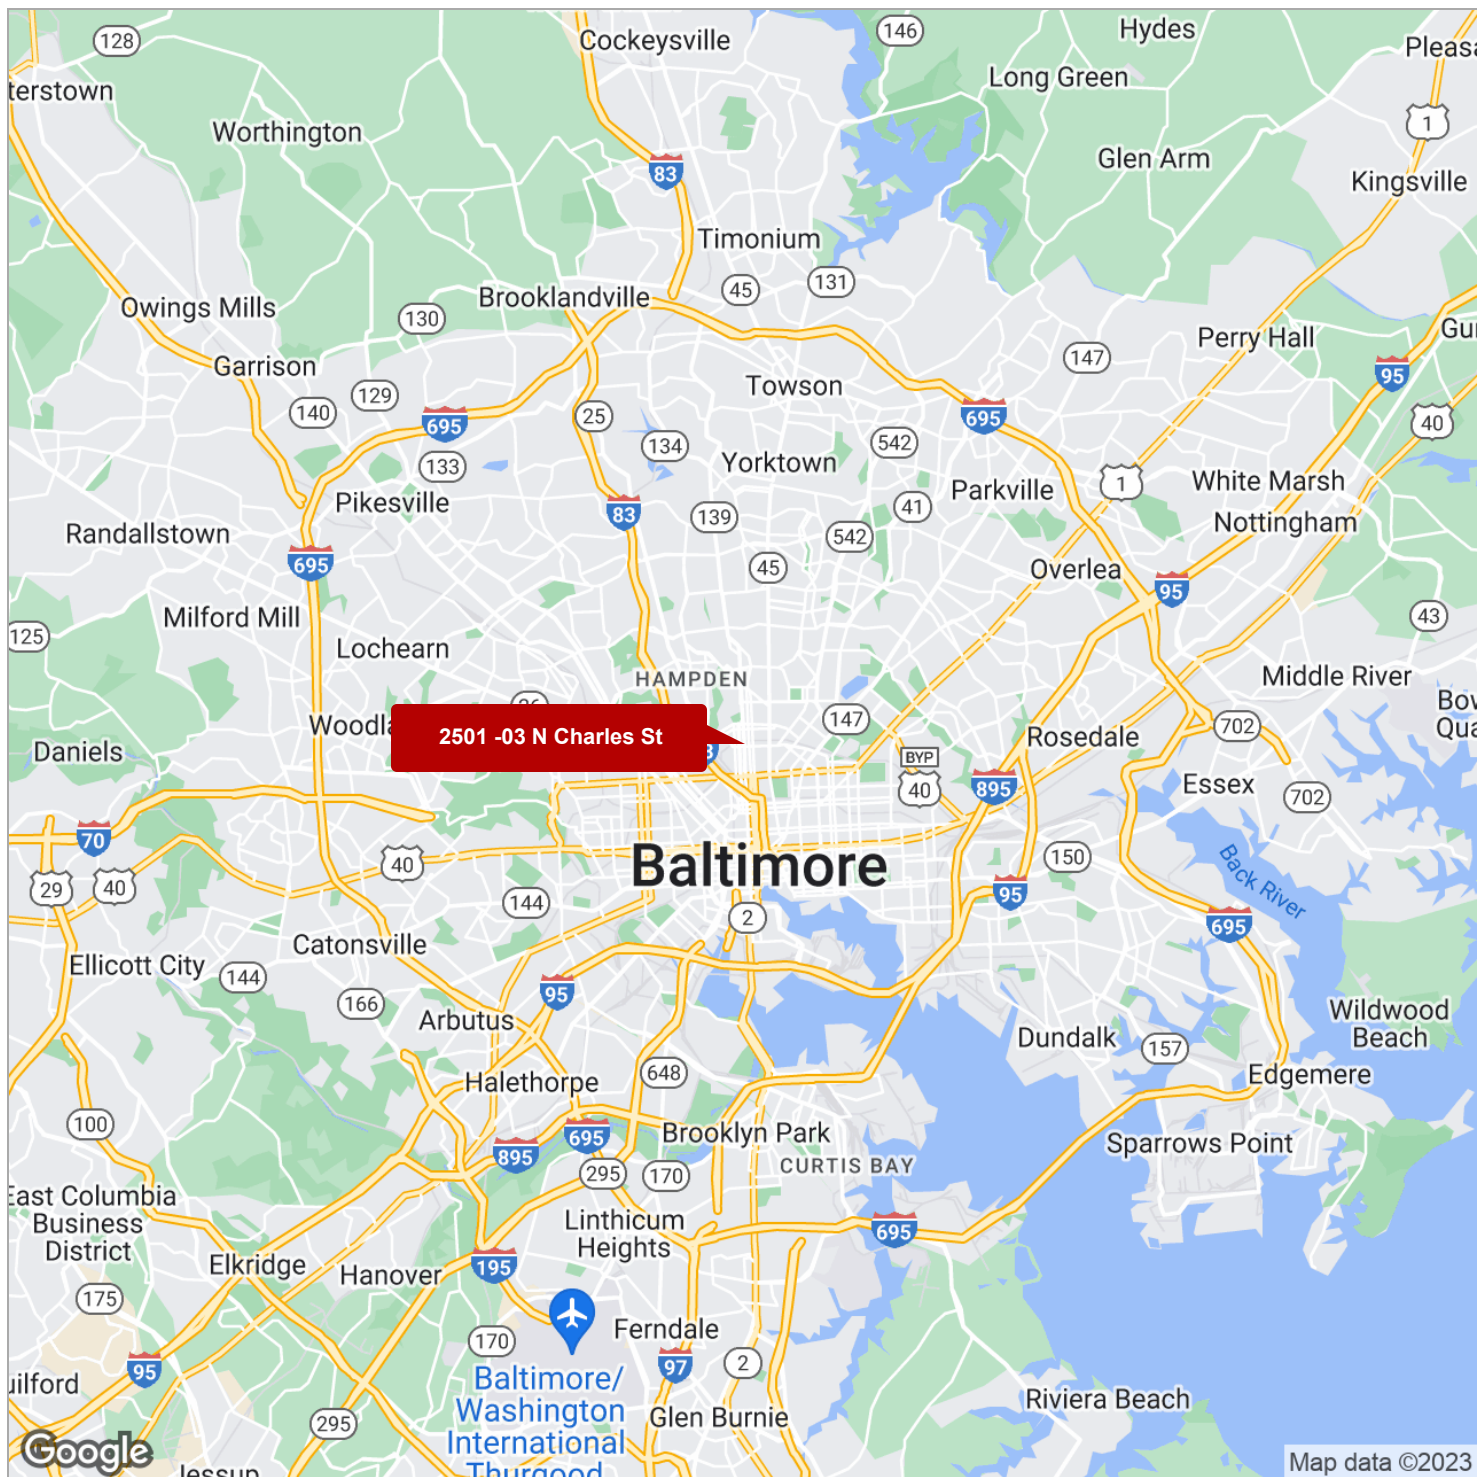 128
Cockeysville
146
Hydes
Pleasa
terstown
Long Green
1
Worthington
Glen Arm
83
Kingsville
Timonium
45
131
Brooklandville
Owings Mills
130
Perry Hall
Gu
Garrison
147
95
129
Towson
140
25
695
695
40
134
542
133
Yorktown
Pikesville
Parkville
1
White Marsh
83
139
41
Nottingham
Randallstown
542
695
45
Overlea
95
Milford Mill
43
125
Lochearn
HAMPDEN
Middle River
26
Bow
Qua
Woodla
147
702
2501 -03 N Charles St
Rosedale
Daniels
BYP
40
895
Essex
702
70
Baltimore
40
150
Back River
29
40
144
95
2
695
Catonsville
Ellicott City
144
95
166
Wildwood
Beach
Arbutus
Dundalk
157
648
Edgemere
Halethorpe
100
695
Brooklyn Park
Sparrows Point
895
CURTIS BAY
295
170
East Columbia
Business
District
Linthicum
Heights
695
Elkridge
Hanover
195
175
170
Ferndale
95
97
2
uilford
Baltimore/
Washington
International
Thurgood
Riviera Beach
Glen Burnie
295
Google
Jessup
Map data ©2023